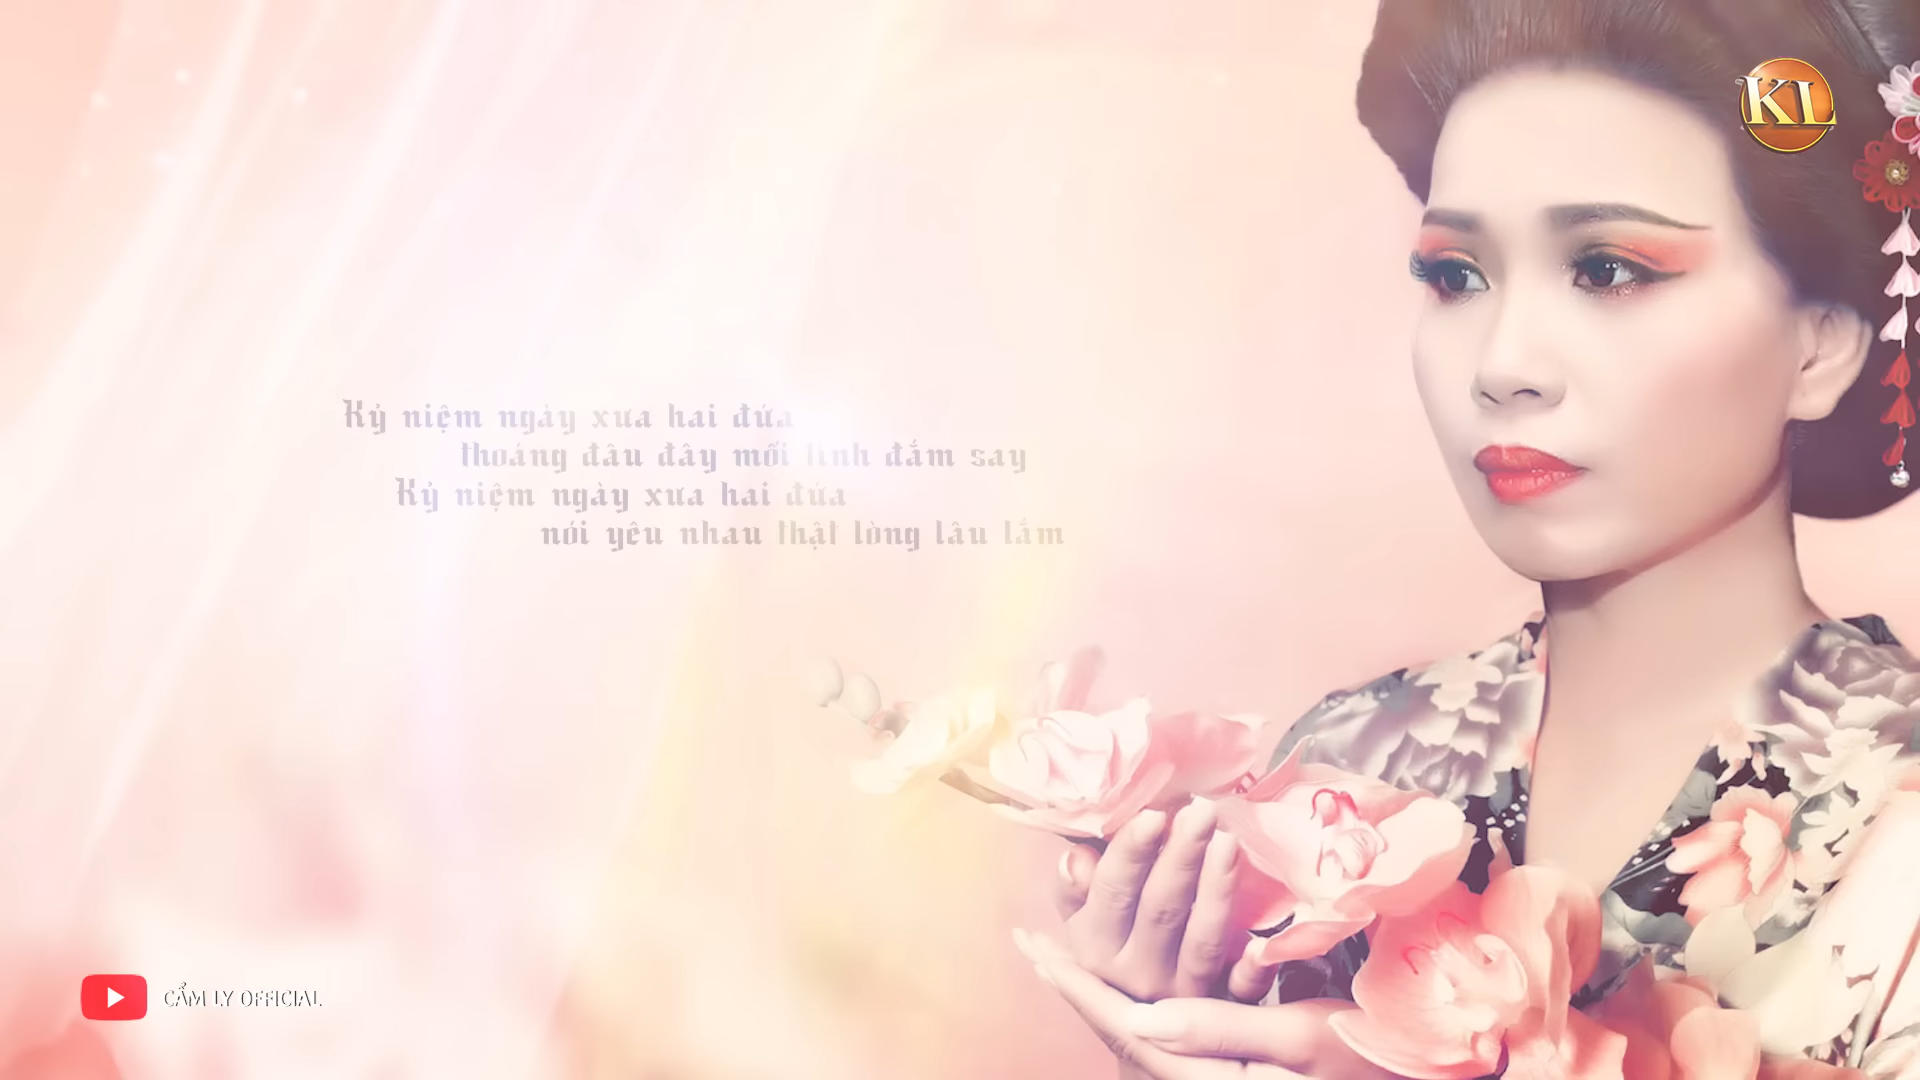 KL
Kỷ niệm ngày xưa hai đứa
thoáng đâu đây mối tình đắm say
Kỷ niệm ngày xưa hai đứa
nói yêu nhau thật lòng lâu lắm
CẨM LY OFFICIAL